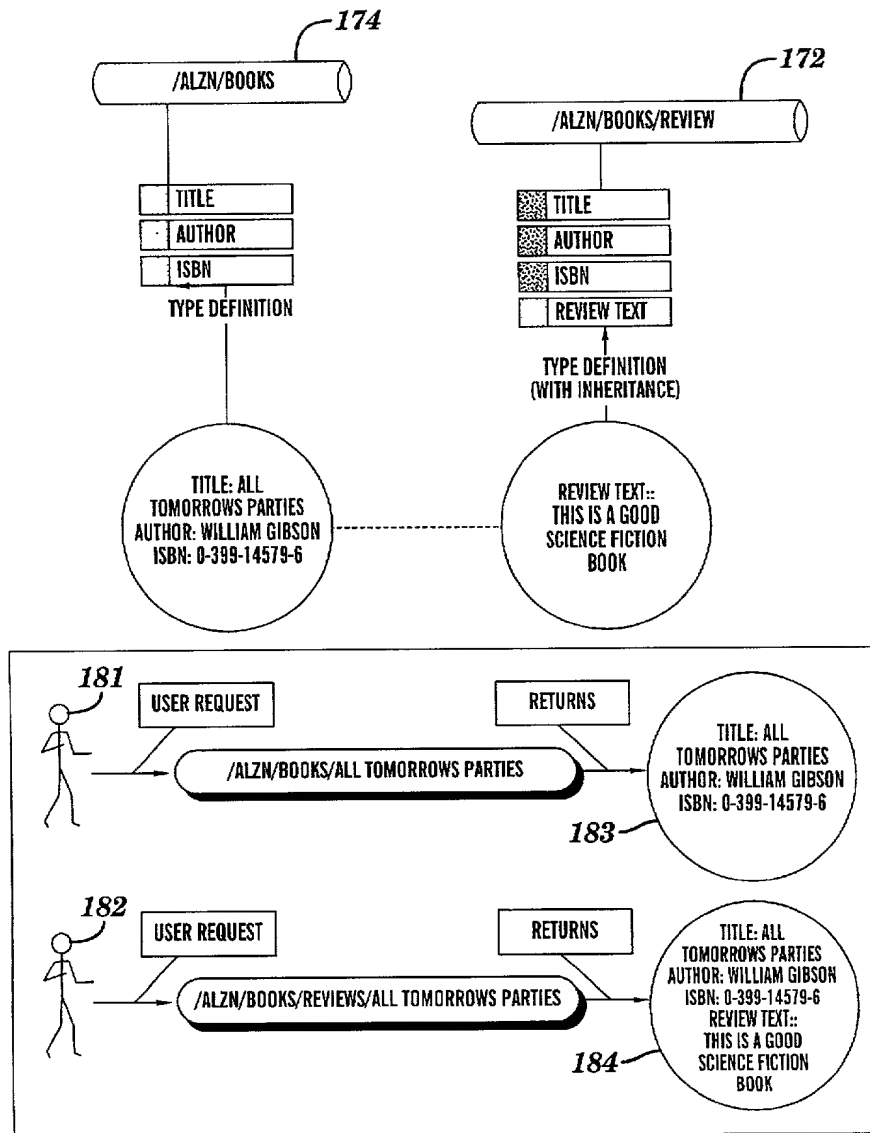 174
/ALZN/BOOKS
172
/ALZN/BOOKS/REVIEW
TITLE
AUTHOR
ISBN
TYPE DEFINITION
TITLE
AUTHOR
ISBN
REVIEW TEXT
TYPE DEFINITION
(WITH INHERITANCE)
TITLE: ALL
TOMORROWS PARTIES
AUTHOR: WILLIAM GIBSON
ISBN: 0-399-14579-6
REVIEW TEXT::
THIS IS A GOOD
SCIENCE FICTION
BOOK
181
USER REQUEST
RETURNS
/ALZN/BOOKS/ALL TOMORROWS PARTIES
TITLE: ALL
TOMORROWS PARTIES
AUTHOR: WILLIAM GIBSON
ISBN: 0-399-14579-6
183
182
USER REQUEST
RETURNS
/ALZN/BOOKS/REVIEWS/ALL TOMORROWS PARTIES
TITLE: ALL
TOMORROWS PARTIES
AUTHOR: WILLIAM GIBSON
ISBN: 0-399-14579-6
REVIEW TEXT::
THIS IS A GOOD
SCIENCE FICTION
BOOK
184